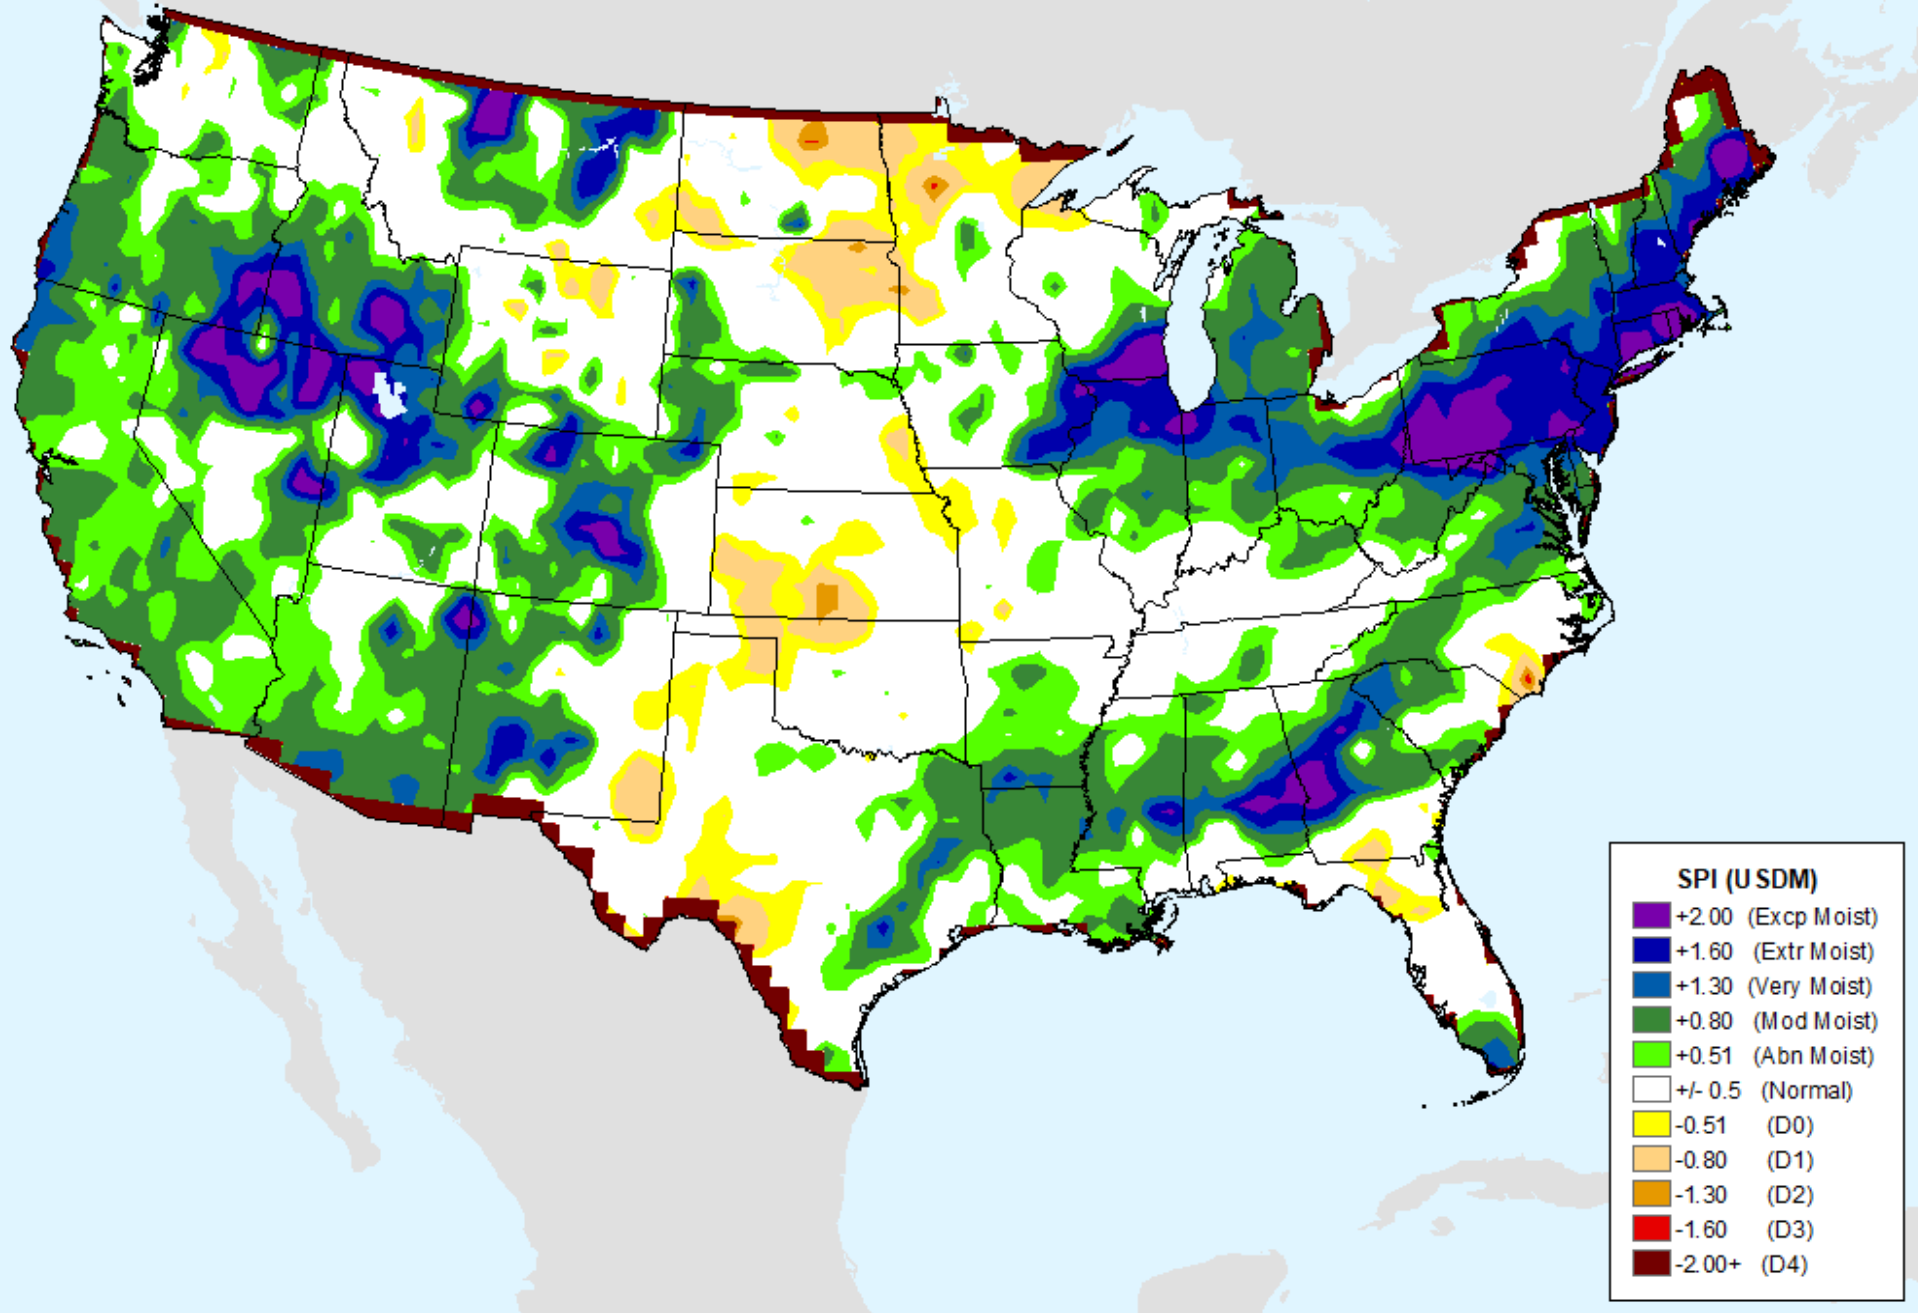 SPI (USDM)
+2.00 (Excp Moist)
+1.60 (Extr Moist)
+1.30 (Very Moist)
+0.80 (Mod Moist)
+0.51 (Abn Moist)
+/- 0.5 (Normal)
-0.51 (D0)
-0.80 (D1)
-1.30 (D2)
-1.60 (D3)
-2.00+ (D4)